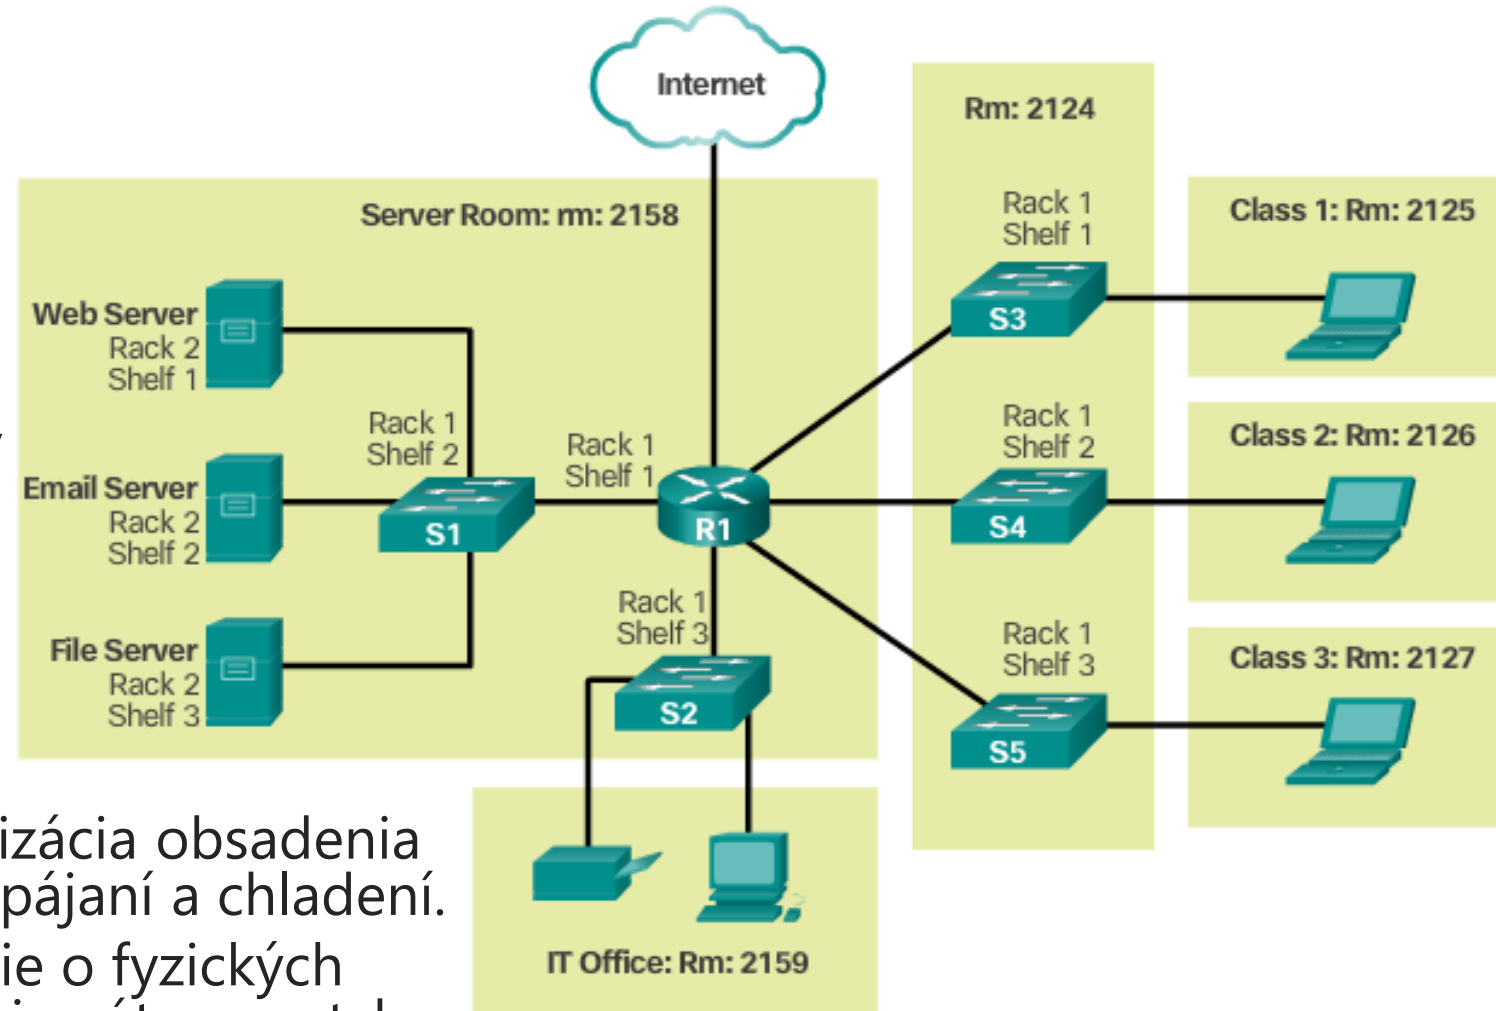 Internet
Server Room: rm: 2158
Web Server
Rack 2
Shelf 1
Email Server
Rack 2
Shelf 2
File Server
Rack 2
Shelf 3
Rack 1
Shelf 2
S1
Rack 1
Shelf 1
R1
Rack 1
Shelf 3
S2
IT Office: Rm: 2159
Rm: 2124
Rack 1
Shelf 1
S3
Rack 1
Shelf 2
S4
Rack 1
Shelf 3
S5
Class 1: Rm: 2125
Class 2: Rm: 2126
Class 3: Rm: 2127
izácia obsadenia
pájaní a chladení.
ie o fyzických